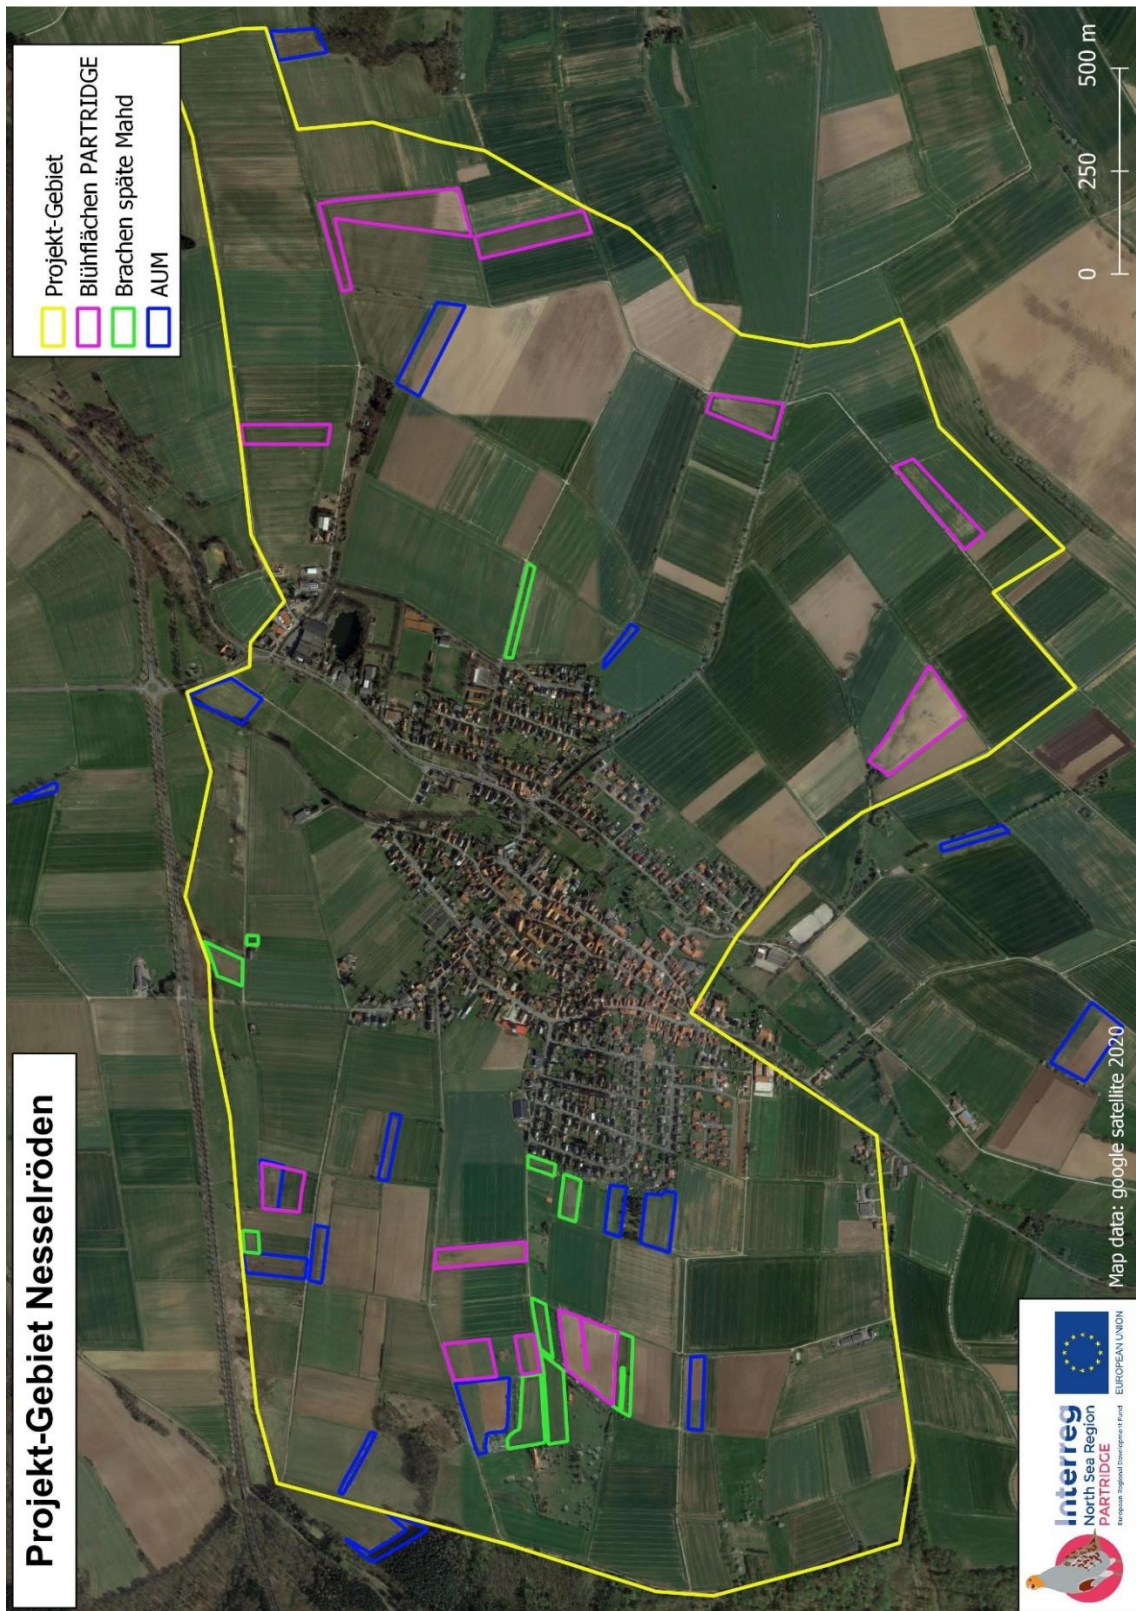 Projekt-Gebiet Nesselröden
Projekt-Gebiet
Blühflächen PARTRIDGE
Brachen späte Mahd
AUM
Interreg
North Sea Region
PARTRIDGE
European Regional Development Fund
EUROPEAN UNION
Map data: google satellite 2020
0 250 500 m